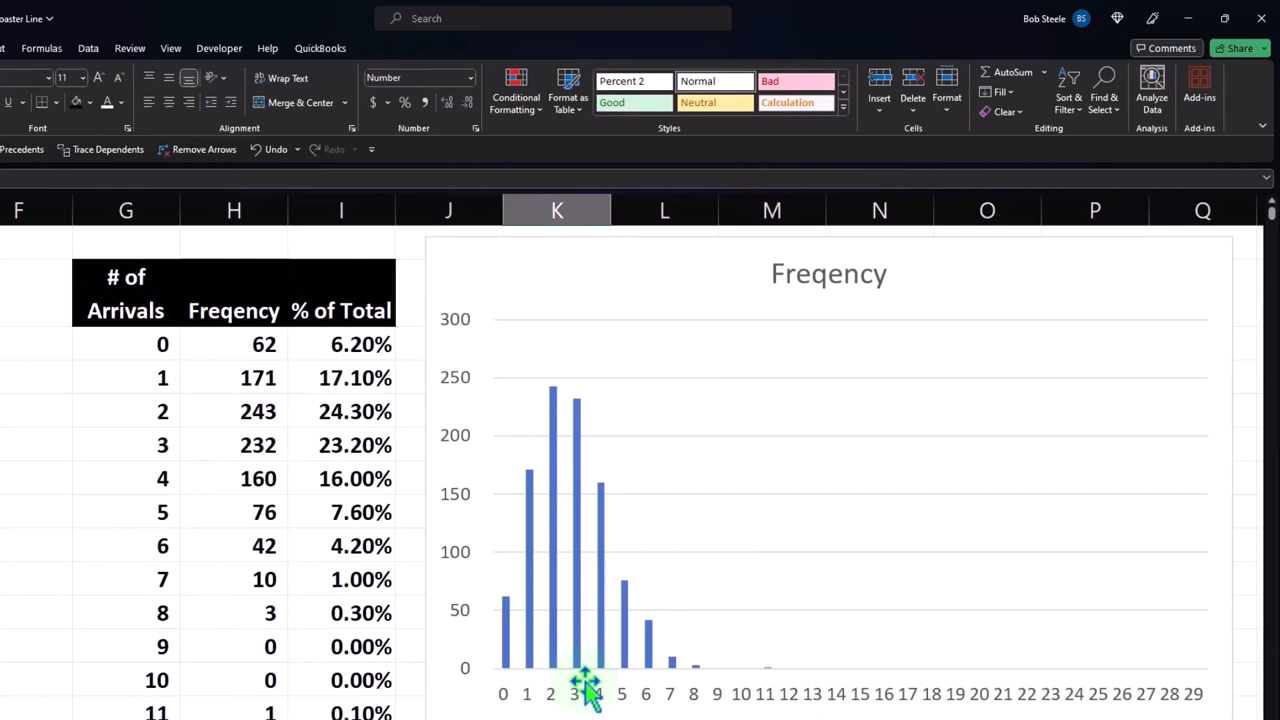 oaster Line
Search
Bob Steele BS
ut Formulas Data Review View Developer Help QuickBooks Comments Share
11 A A Wrap Text Number Percent 2 Normal Bad AutoSum
U A Merge & Center $ % Conditional Formatting Format as Table Good Neutral Calculation Insert Delete Format Fill Clear Sort & Filter Find & Select Analyze Data Add-ins
Font Alignment Number Styles Cells Editing Analysis Add-ins
Precedents Trace Dependents Remove Arrows Undo Redo
F G H I J K L M N O P Q
# of Arrivals Freqency % of Total
0 62 6.20%
1 171 17.10%
2 243 24.30%
3 232 23.20%
4 160 16.00%
5 76 7.60%
6 42 4.20%
7 10 1.00%
8 3 0.30%
9 0 0.00%
10 0 0.00%
11 1 0.10%
Freqency
300
250
200
150
100
50
0
0 1 2 3 4 5 6 7 8 9 10 11 12 13 14 15 16 17 18 19 20 21 22 23 24 25 26 27 28 29